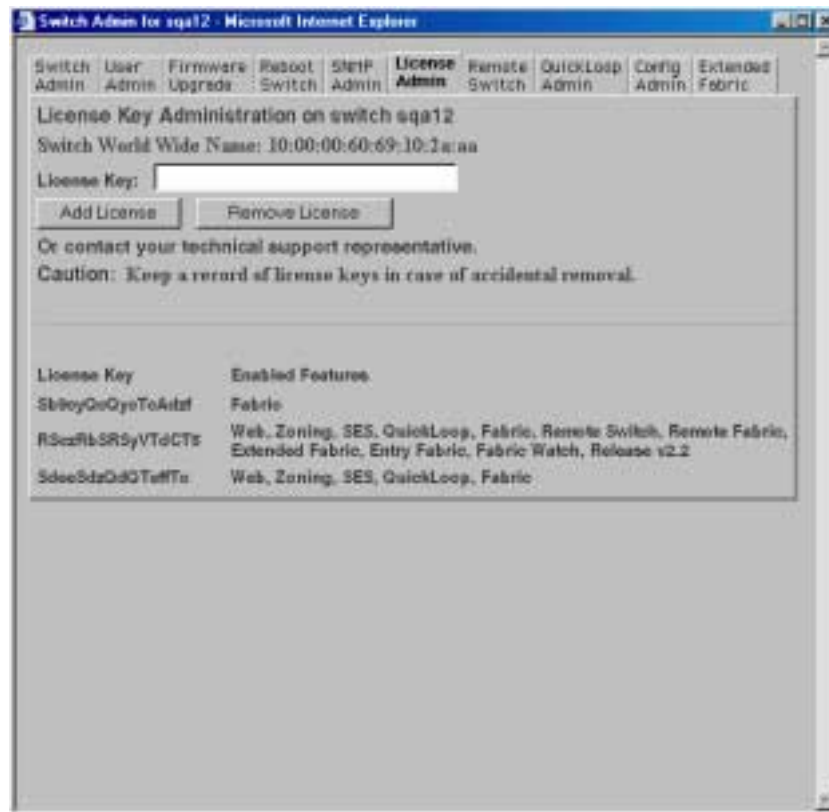 Switch Admin for sqa12 - Microsoft Internet Explorer
Switch Admin
User Admin
Firmware Upgrade
Reboot Switch
SNMP Admin
License Admin
Remote Switch
QuickLoop Admin
Config Admin
Extended Fabric
License Key Administration on switch sqa12
Switch World Wide Name: 10:00:00:60:69:10:2a:aa
License Key:
Add License
Remove License
Or contact your technical support representative.
Caution: Keep a record of license keys in case of accidental removal.
License Key Enabled Features
Fabric
Web, Zoning, SES, QuickLoop, Fabric, Remote Switch, Remote Fabric,
Extended Fabric, Entry Fabric, Fabric Watch, Release v2.2
Web, Zoning, SES, QuickLoop, Fabric